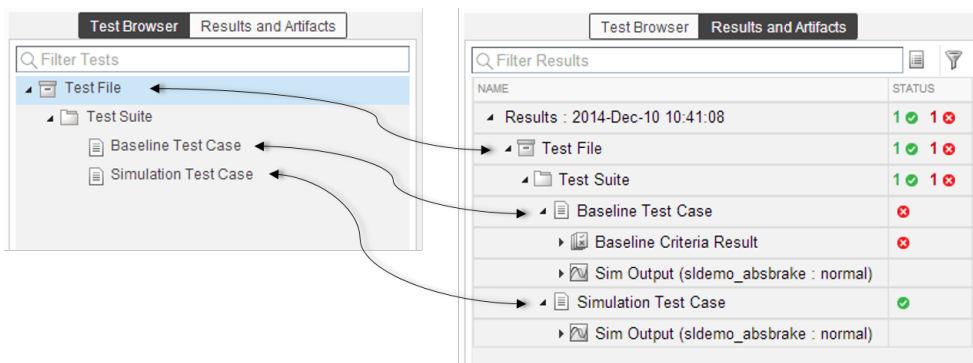 Test Browser Results and Artifacts
Filter Tests
Test File
Test Suite
Baseline Test Case
Simulation Test Case
Test Browser Results and Artifacts
Filter Results
NAME STATUS
Results : 2014-Dec-10 10:41:08 1 1
Test File 1 1
Test Suite 1 1
Baseline Test Case
Baseline Criteria Result
Sim Output (sldemo_absbrake : normal)
Simulation Test Case
Sim Output (sldemo_absbrake : normal)